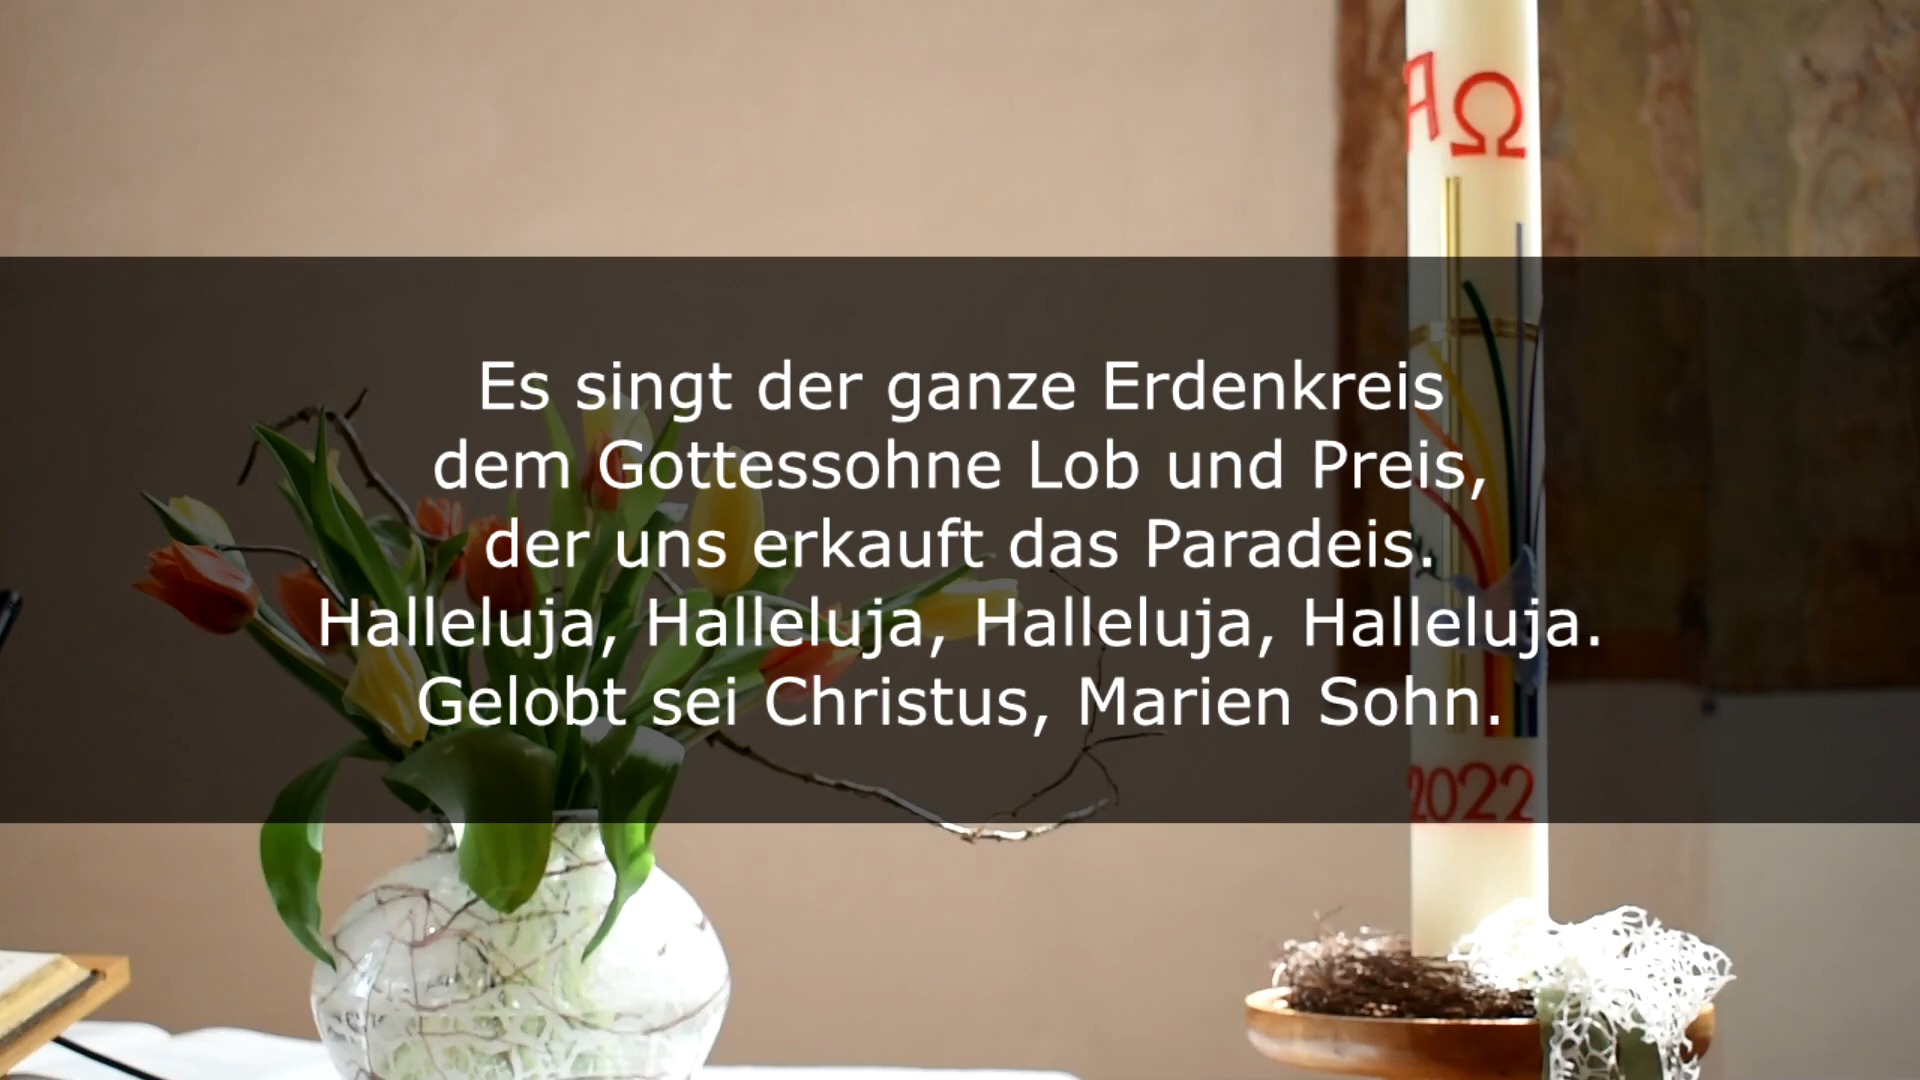 ΑΩ
Es singt der ganze Erdenkreis
dem Gottessohne Lob und Preis,
der uns erkauft das Paradeis.
Halleluja, Halleluja, Halleluja, Halleluja.
Gelobt sei Christus, Marien Sohn.
2022